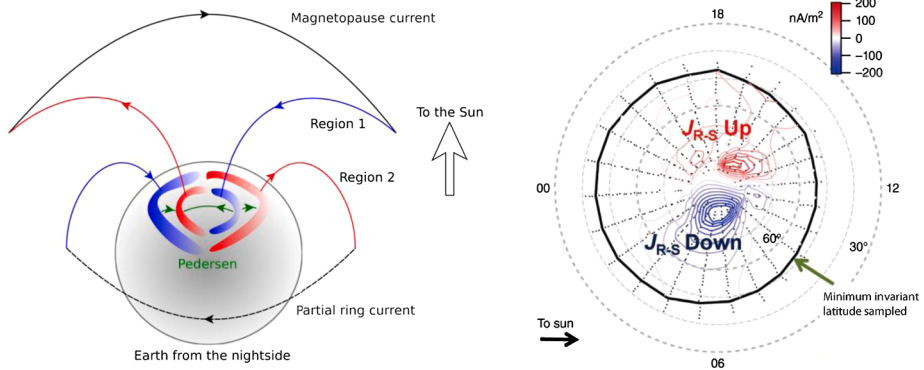 Magnetopause current
Region 1
To the Sun
Region 2
Pedersen
Partial ring current
Earth from the nightside
18
nA/m²
200
100
0
−100
−200
J_R-S Up
00
12
J_R-S Down
60°
30°
Minimum invariant
latitude sampled
To sun
06